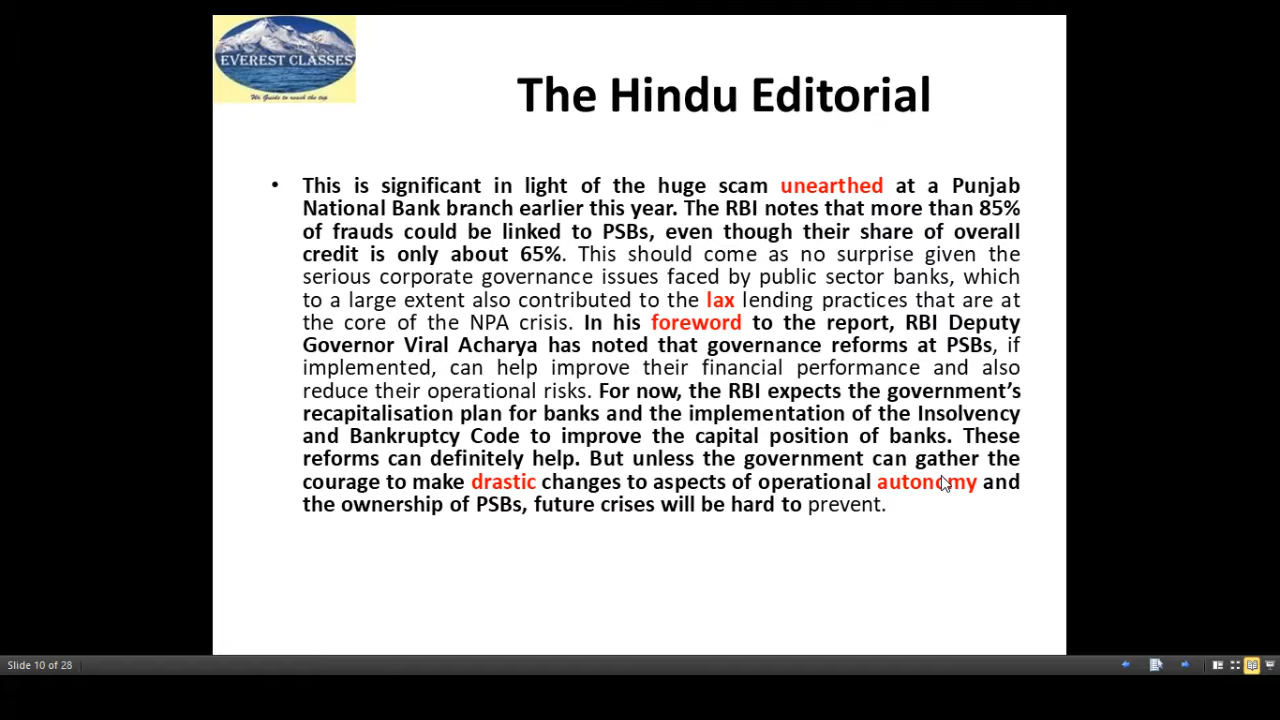 EVEREST CLASSES
We Guide to reach the top
The Hindu Editorial
• This is significant in light of the huge scam unearthed at a Punjab
National Bank branch earlier this year. The RBI notes that more than 85%
of frauds could be linked to PSBs, even though their share of overall
credit is only about 65%. This should come as no surprise given the
serious corporate governance issues faced by public sector banks, which
to a large extent also contributed to the lax lending practices that are at
the core of the NPA crisis. In his foreword to the report, RBI Deputy
Governor Viral Acharya has noted that governance reforms at PSBs, if
implemented, can help improve their financial performance and also
reduce their operational risks. For now, the RBI expects the government’s
recapitalisation plan for banks and the implementation of the Insolvency
and Bankruptcy Code to improve the capital position of banks. These
reforms can definitely help. But unless the government can gather the
courage to make drastic changes to aspects of operational autonomy and
the ownership of PSBs, future crises will be hard to prevent.
Slide 10 of 28